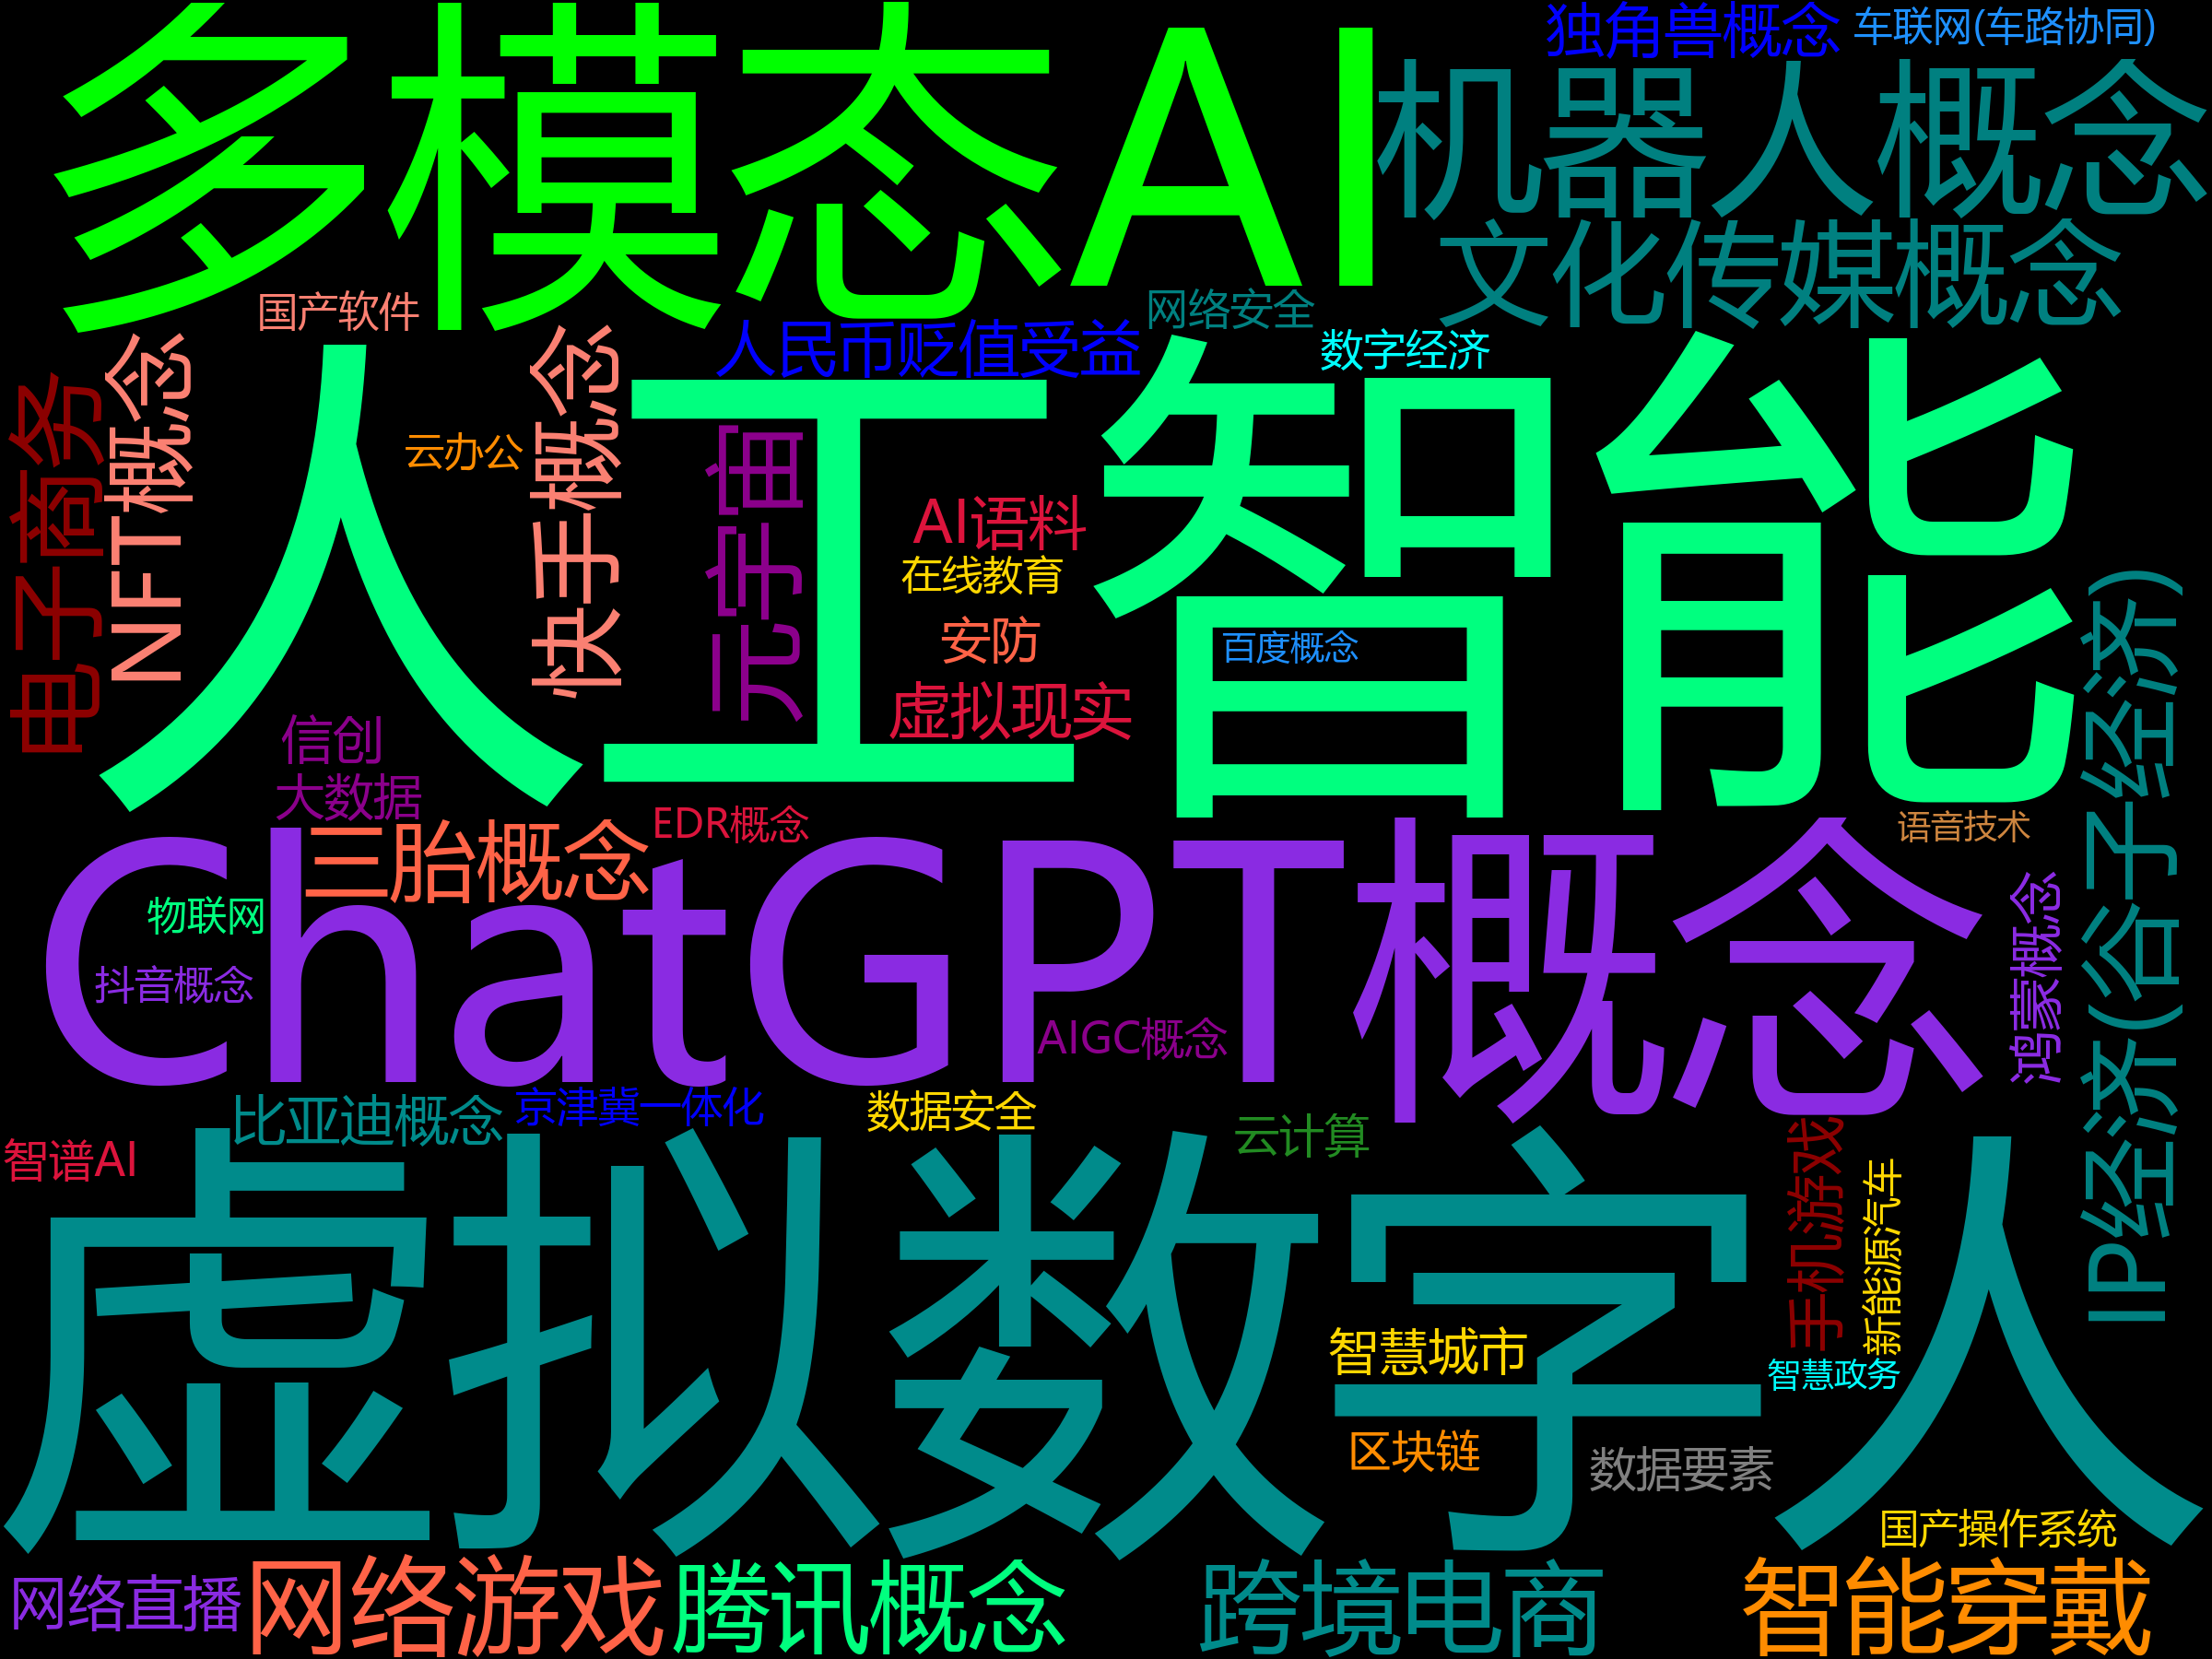 多模态AI
独角兽概念
车联网(车路协同)
机器人概念
文化传媒概念
国产软件
网络安全
人民币贬值受益
数字经济
人工智能
电子商务
NFT概念
云办公
快手概念
元宇宙
AI语料
在线教育
安防
百度概念
虚拟现实
信创
大数据
IP经济(谷子经济)
EDR概念
三胎概念
语音技术
ChatGPT概念
物联网
抖音概念
鸿蒙概念
AIGC概念
比亚迪概念
京津冀一体化
数据安全
云计算
智谱AI
虚拟数字人
手机游戏
新能源汽车
智慧城市
智慧政务
区块链
数据要素
国产操作系统
网络直播
网络游戏
腾讯概念
跨境电商
智能穿戴